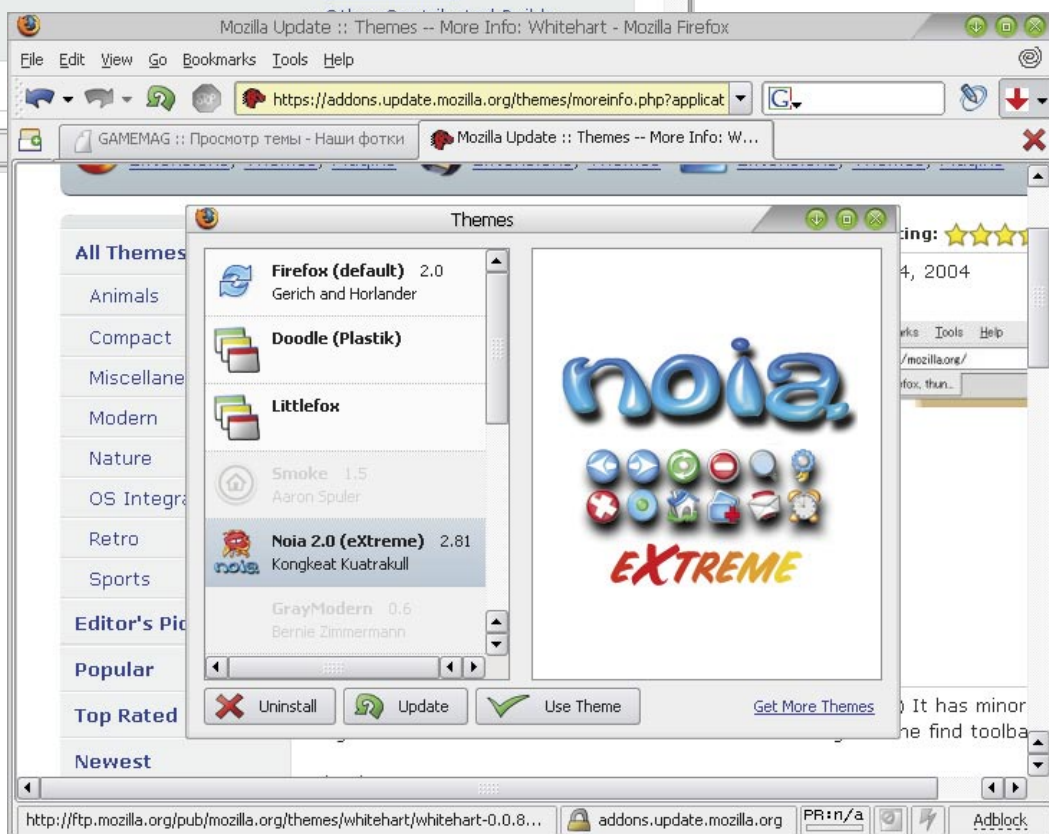 Mozilla Update :: Themes -- More Info: Whitehart - Mozilla Firefox
File Edit View Go Bookmarks Tools Help
https://addons.update.mozilla.org/themes/moreinfo.php?applicat
G
GAMEMAG :: Просмотр темы - Наши фотки
Mozilla Update :: Themes -- More Info: W...
Themes
All Themes
Animals
Compact
Miscellane
Modern
Nature
OS Integra
Retro
Sports
Editor's Pic
Popular
Top Rated
Newest
Firefox (default) 2.0
Gerich and Horlander
Doodle (Plastik)
Littlefox
Smoke 1.5
Aaron Spuler
noia
Noia 2.0 (eXtreme) 2.81
Kongkeat Kuatrakull
GrayModern 0.6
Bernie Zimmermann
noia
EXTREME
Uninstall
Update
Use Theme
Get More Themes
ting:
4, 2004
rks Tools Help
/mozilla.org/
efox, thun...
) It has minor
he find toolba
http://ftp.mozilla.org/pub/mozilla.org/themes/whitehart/whitehart-0.0.8...
addons.update.mozilla.org
PR:n/a
Adblock